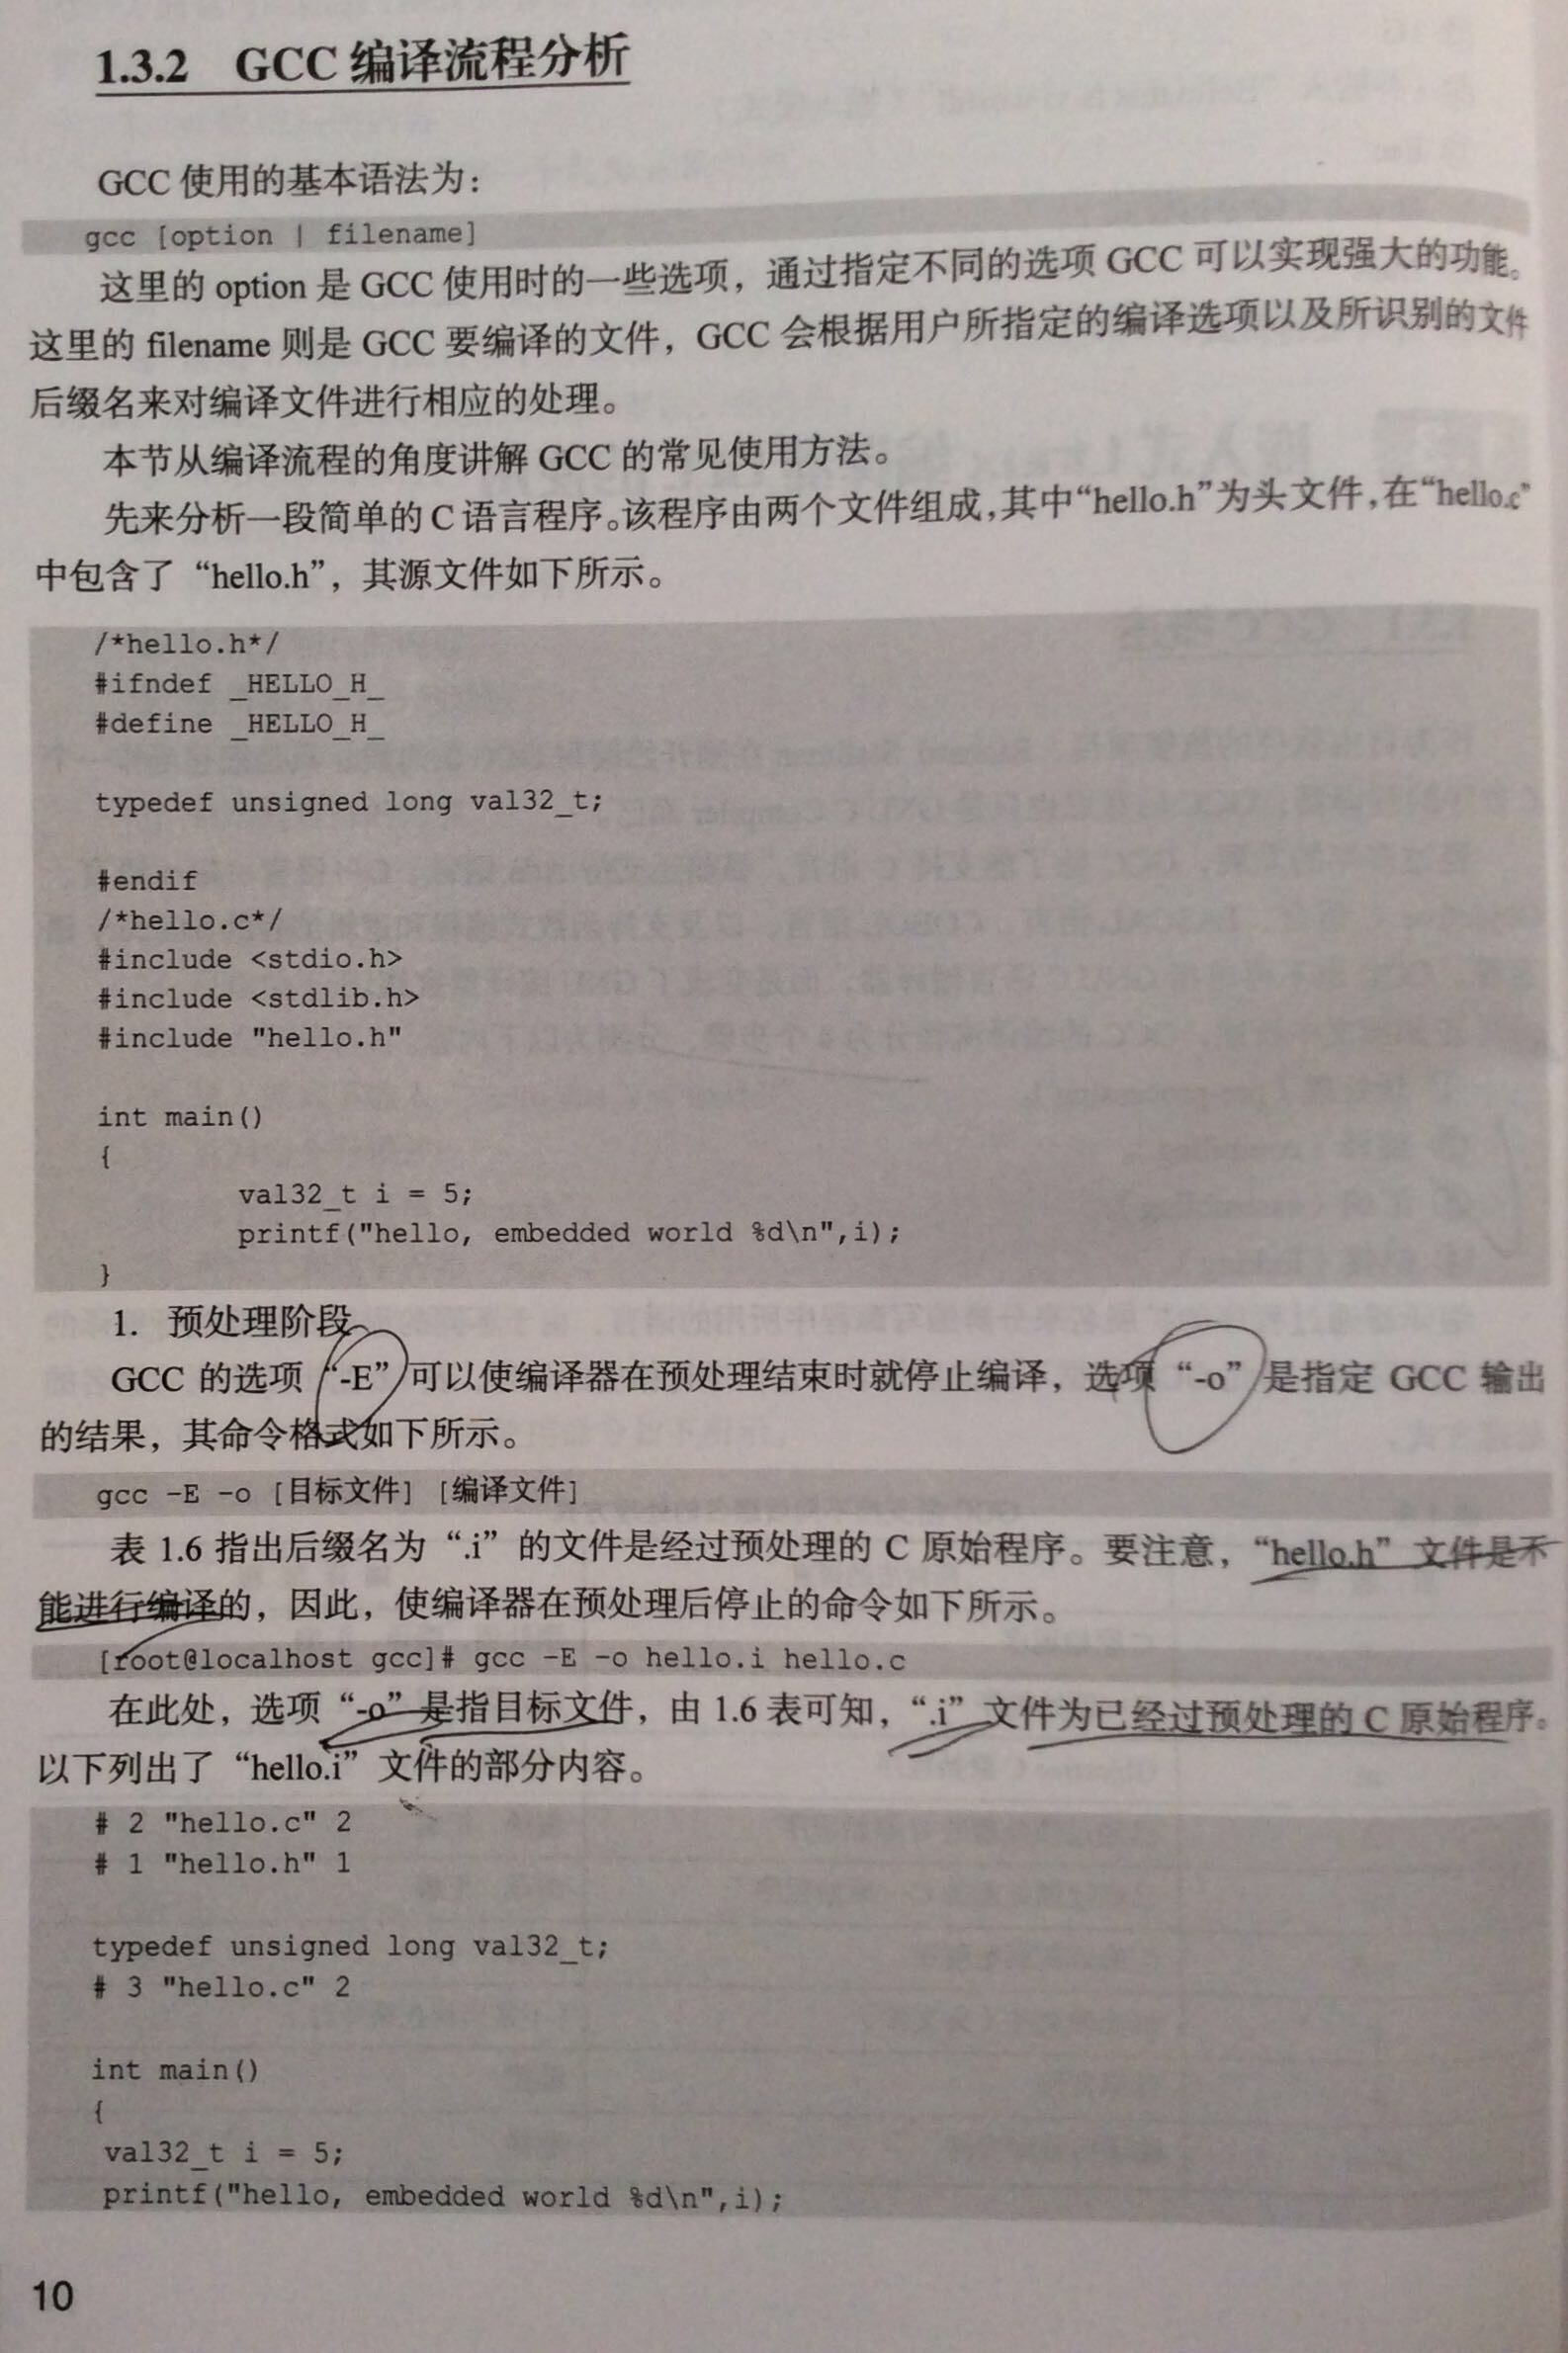 1.3.2 GCC 编译流程分析
GCC 使用的基本语法为：
gcc [option | filename]
这里的 option 是 GCC 使用时的一些选项，通过指定不同的选项 GCC 可以实现强大的功能。
这里的 filename 则是 GCC 要编译的文件，GCC 会根据用户所指定的编译选项以及所识别的文件
后缀名来对编译文件进行相应的处理。
本节从编译流程的角度讲解 GCC 的常见使用方法。
先来分析一段简单的 C 语言程序。该程序由两个文件组成，其中“hello.h”为头文件，在“hello.c”
中包含了“hello.h”，其源文件如下所示。
/*hello.h*/
#ifndef _HELLO_H_
#define _HELLO_H_
typedef unsigned long val32_t;
#endif
/*hello.c*/
#include <stdio.h>
#include <stdlib.h>
#include "hello.h"
int main()
{
val32_t i = 5;
printf("hello, embedded world %d\n",i);
}
1. 预处理阶段
GCC 的选项“-E”可以使编译器在预处理结束时就停止编译，选项“-o”是指定 GCC 输出
的结果，其命令格式如下所示。
gcc -E -o [目标文件] [编译文件]
表 1.6 指出后缀名为“.i”的文件是经过预处理的 C 原始程序。要注意，“hello.h”文件是不
能进行编译的，因此，使编译器在预处理后停止的命令如下所示。
[root@localhost gcc]# gcc -E -o hello.i hello.c
在此处，选项“-o”是指目标文件，由 1.6 表可知，“.i”文件为已经过预处理的 C 原始程序。
以下列出了“hello.i”文件的部分内容。
# 2 "hello.c" 2
# 1 "hello.h" 1
typedef unsigned long val32_t;
# 3 "hello.c" 2
int main()
{
val32_t i = 5;
printf("hello, embedded world %d\n",i);
10